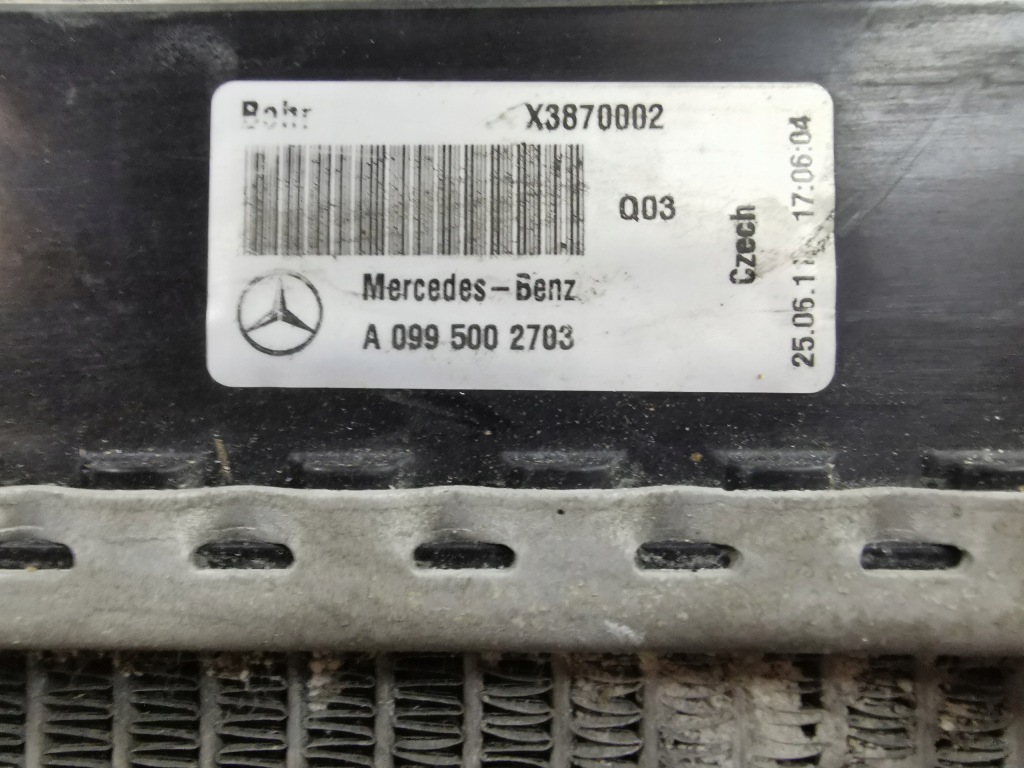 Behr X3870002
Q03
Mercedes-Benz
A 099 500 2703
Czech
17:06:04